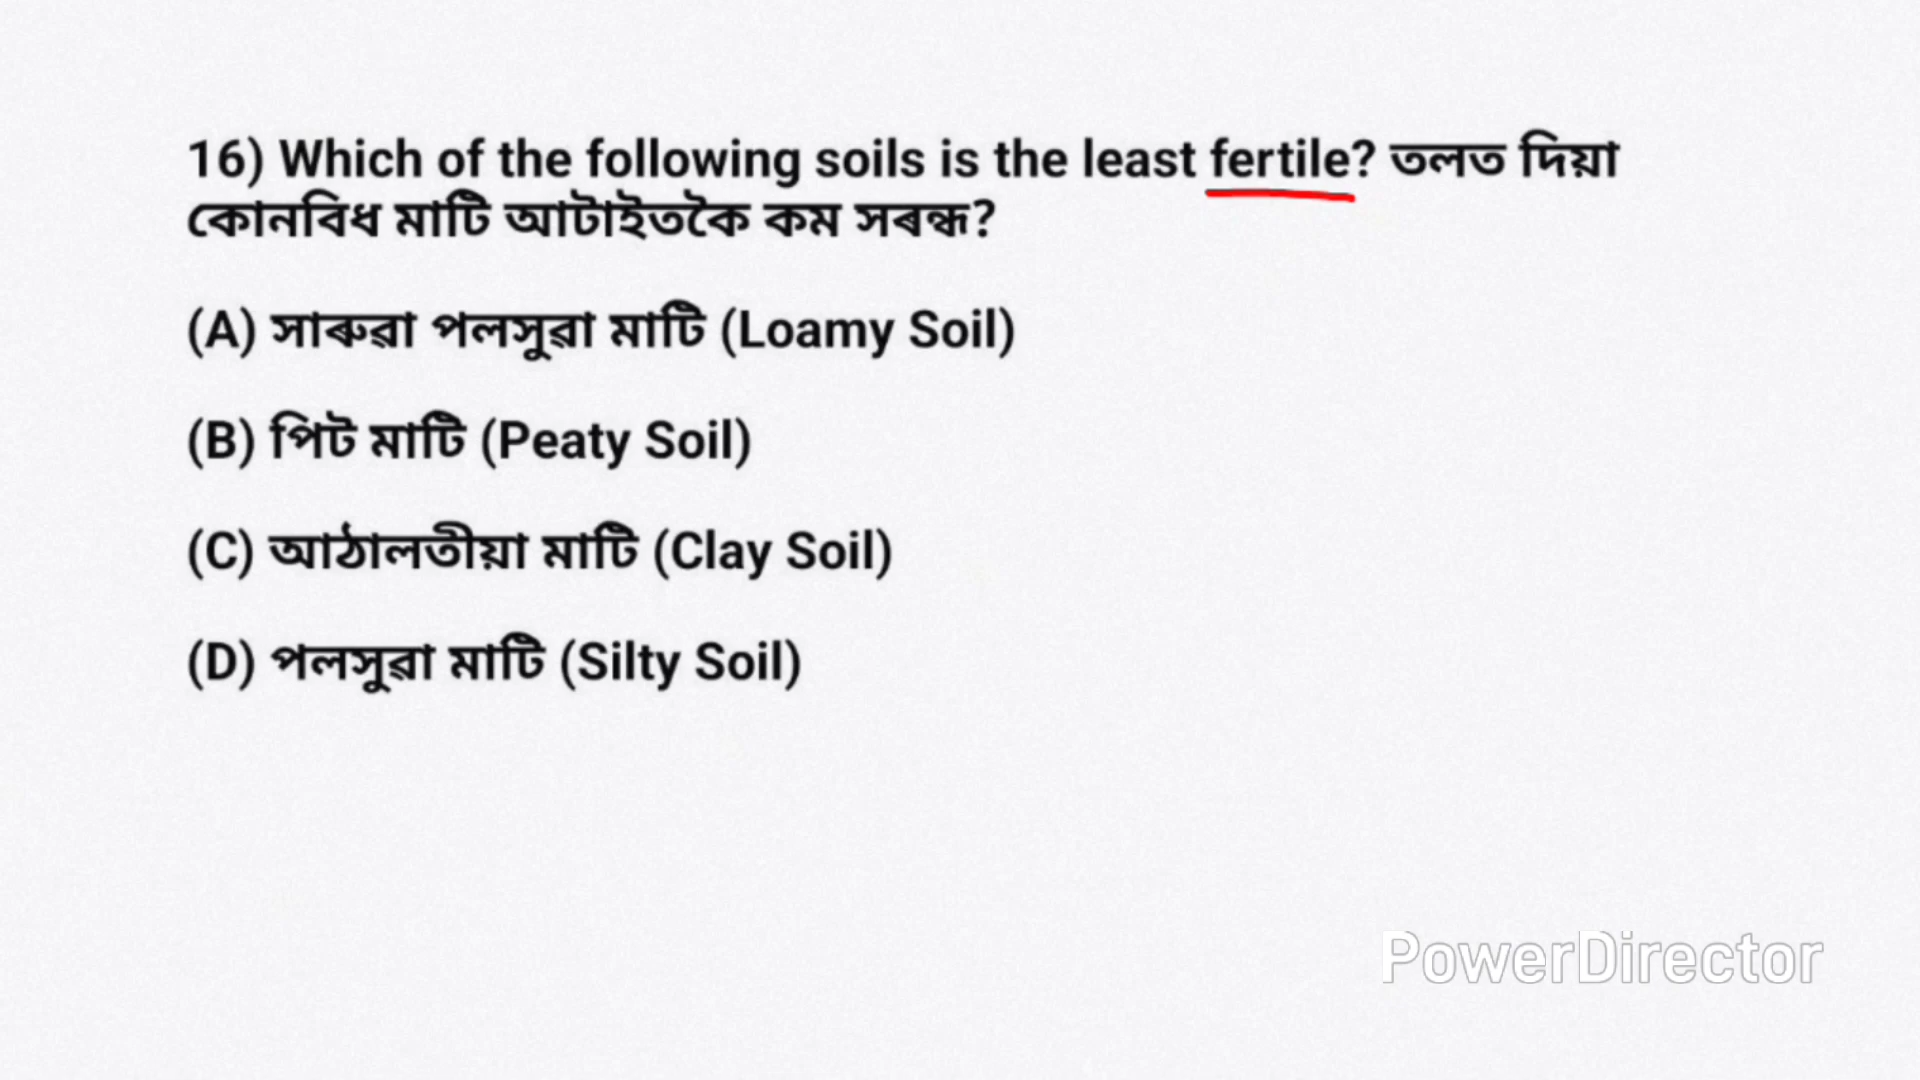 16) Which of the following soils is the least fertile? তলত দিয়া
কোনবিধ মাটি আটাইতকৈ কম সৰন্ধ?
(A) সাৰুৱা পলসুৱা মাটি (Loamy Soil)
(B) পিট মাটি (Peaty Soil)
(C) আঠালতীয়া মাটি (Clay Soil)
(D) পলসুৱা মাটি (Silty Soil)
PowerDirector